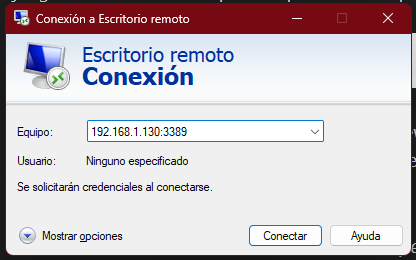 Conexión a Escritorio remoto
Escritorio remoto
Conexión
Equipo: 192.168.1.130:3389
Usuario: Ninguno especificado
Se solicitarán credenciales al conectarse.
Mostrar opciones Conectar Ayuda